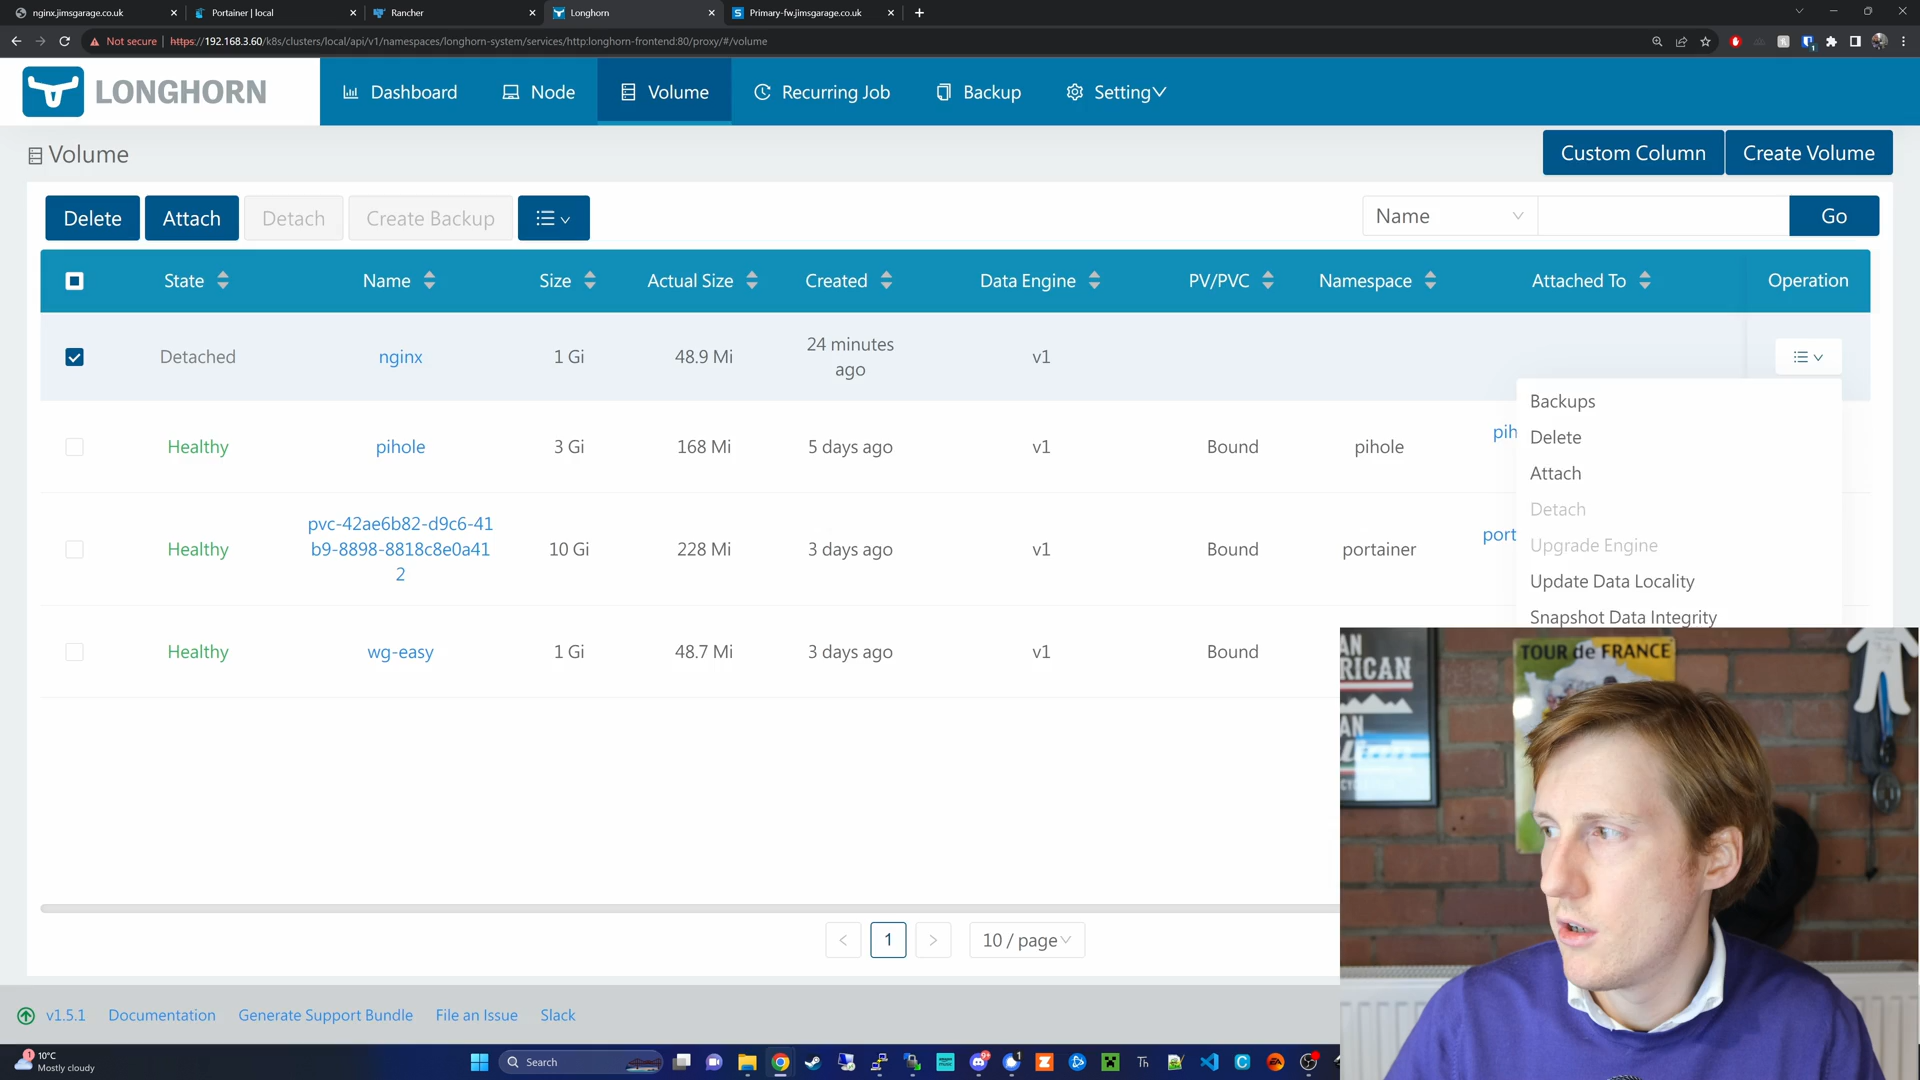 nginx.jimsgarage.co.uk
Portainer | local
Rancher
Longhorn
Primary-fw.jimsgarage.co.uk
Not secure
https://192.168.3.60/k8s/clusters/local/api/v1/namespaces/longhorn-system/services/http:longhorn-frontend:80/proxy/#/volume
LONGHORN
Dashboard
Node
Volume
Recurring Job
Backup
Setting
Volume
Custom Column
Create Volume
Delete
Attach
Detach
Create Backup
Name
Go
State
Name
Size
Actual Size
Created
Data Engine
PV/PVC
Namespace
Attached To
Operation
Detached
nginx
1 Gi
48.9 Mi
24 minutes
ago
v1
Backups
Delete
Attach
Detach
Upgrade Engine
Update Data Locality
Snapshot Data Integrity
Healthy
pihole
3 Gi
168 Mi
5 days ago
v1
Bound
pihole
pih
Healthy
pvc-42ae6b82-d9c6-41
b9-8898-8818c8e0a41
2
10 Gi
228 Mi
3 days ago
v1
Bound
portainer
port
Healthy
wg-easy
1 Gi
48.7 Mi
3 days ago
v1
Bound
TOUR de FRANCE
1
10 / page
v1.5.1
Documentation
Generate Support Bundle
File an Issue
Slack
10°C
Mostly cloudy
Search